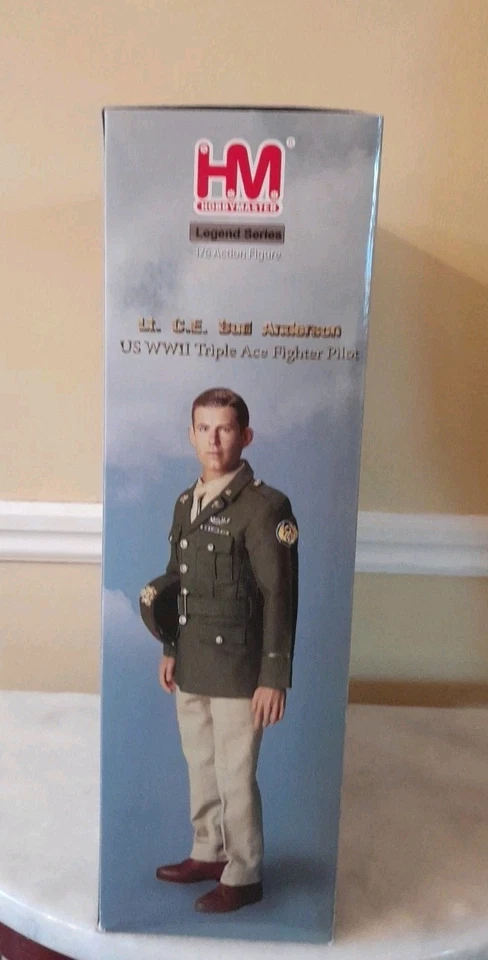 HM®
HOBBYMASTER
Legend Series
1/6 Action Figure
Lt. C.E. Bud Anderson
US WWII Triple Ace Fighter Pilot